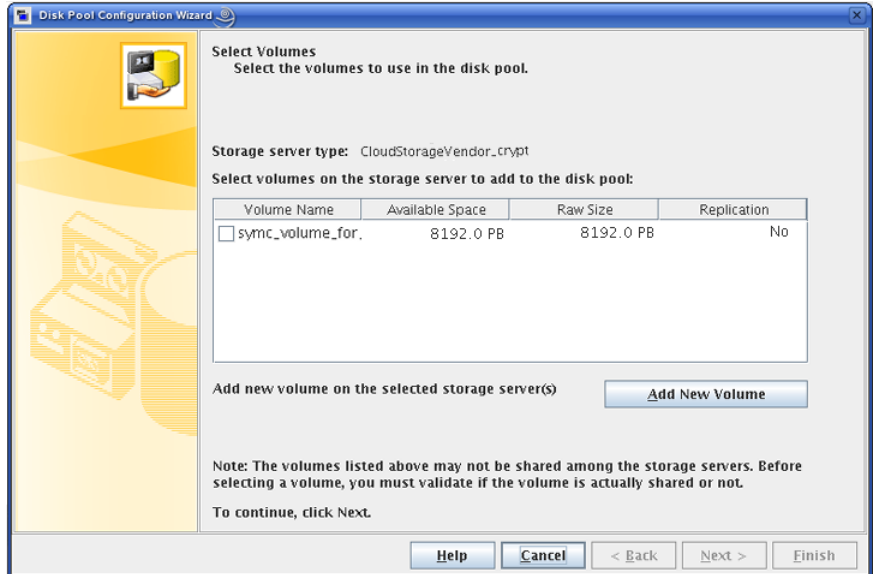 Disk Pool Configuration Wizard
Select Volumes
Select the volumes to use in the disk pool.
Storage server type: CloudStorageVendor_crypt
Select volumes on the storage server to add to the disk pool:
Volume Name Available Space Raw Size Replication
symc_volume_for. 8192.0 PB 8192.0 PB No
Add new volume on the selected storage server(s) Add New Volume
Note: The volumes listed above may not be shared among the storage servers. Before
selecting a volume, you must validate if the volume is actually shared or not.
To continue, click Next.
Help Cancel < Back Next > Finish